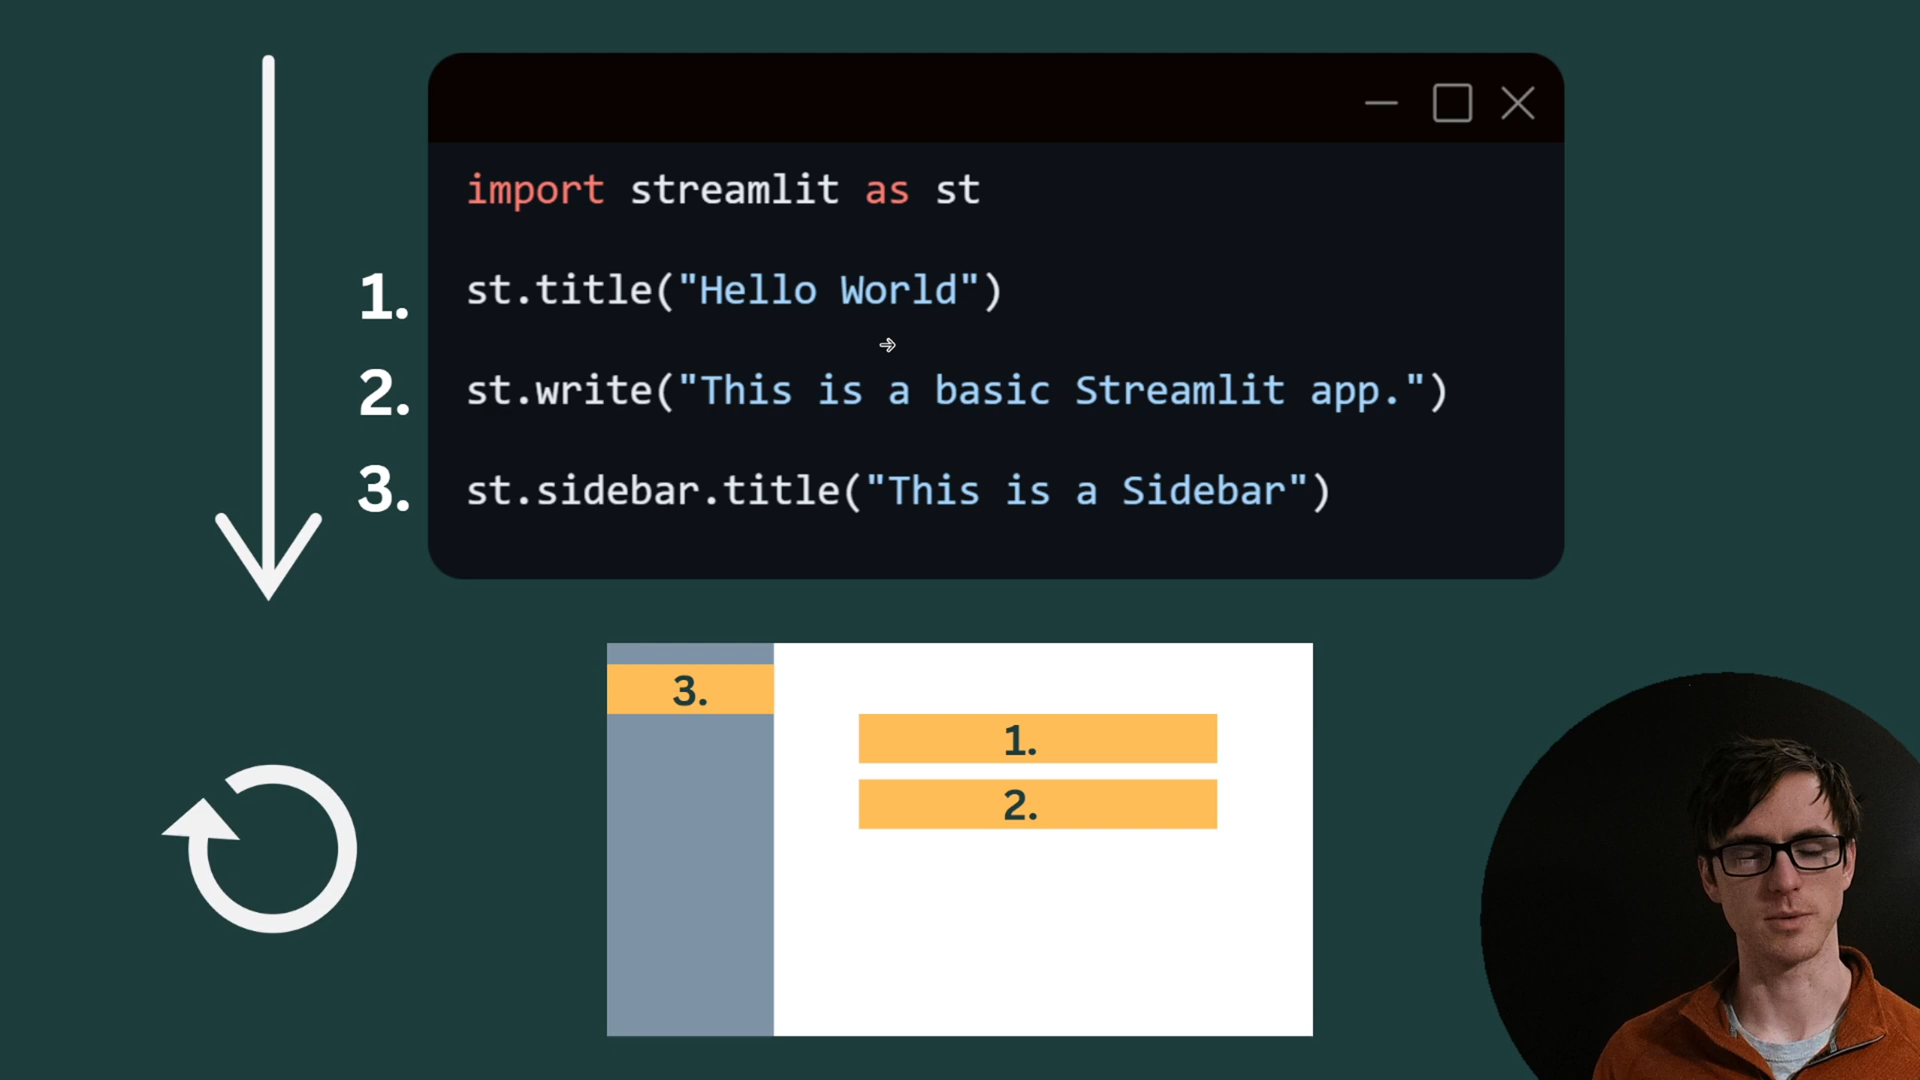 import streamlit as st
1. st.title("Hello World")
2. st.write("This is a basic Streamlit app.")
3. st.sidebar.title("This is a Sidebar")
3.
1.
2.